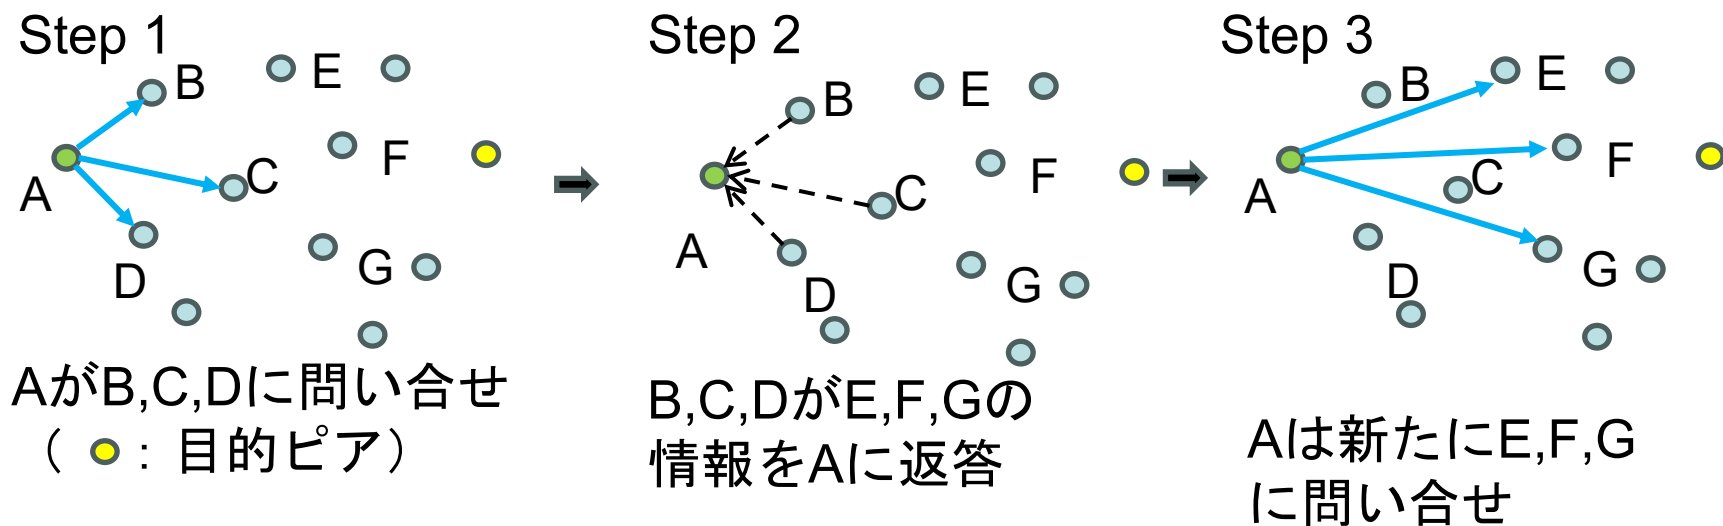 Step 1
B
E
F
A
C
D
G
AがB,C,Dに問い合せ
（ : 目的ピア）
Step 2
B
E
F
C
A
D
G
B,C,DがE,F,Gの
情報をAに返答
Step 3
B
E
F
C
A
D
G
Aは新たにE,F,G
に問い合せ